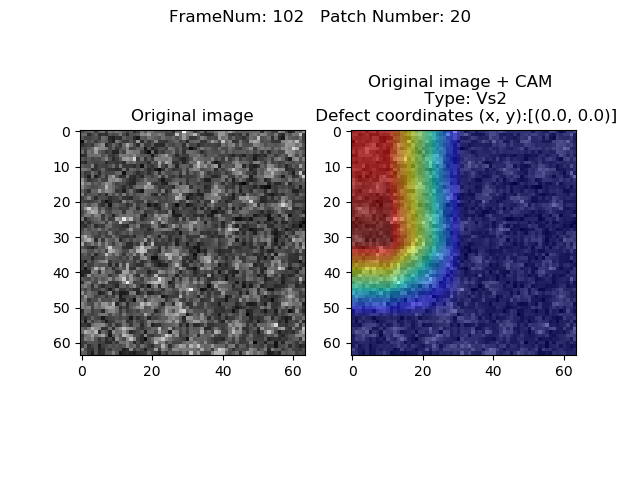 FrameNum: 102   Patch Number: 20
Original image
Original image + CAM
Type: Vs2
Defect coordinates (x, y):[(0.0, 0.0)]
0
10
20
30
40
50
60
0 20 40 60
0
10
20
30
40
50
60
0 20 40 60